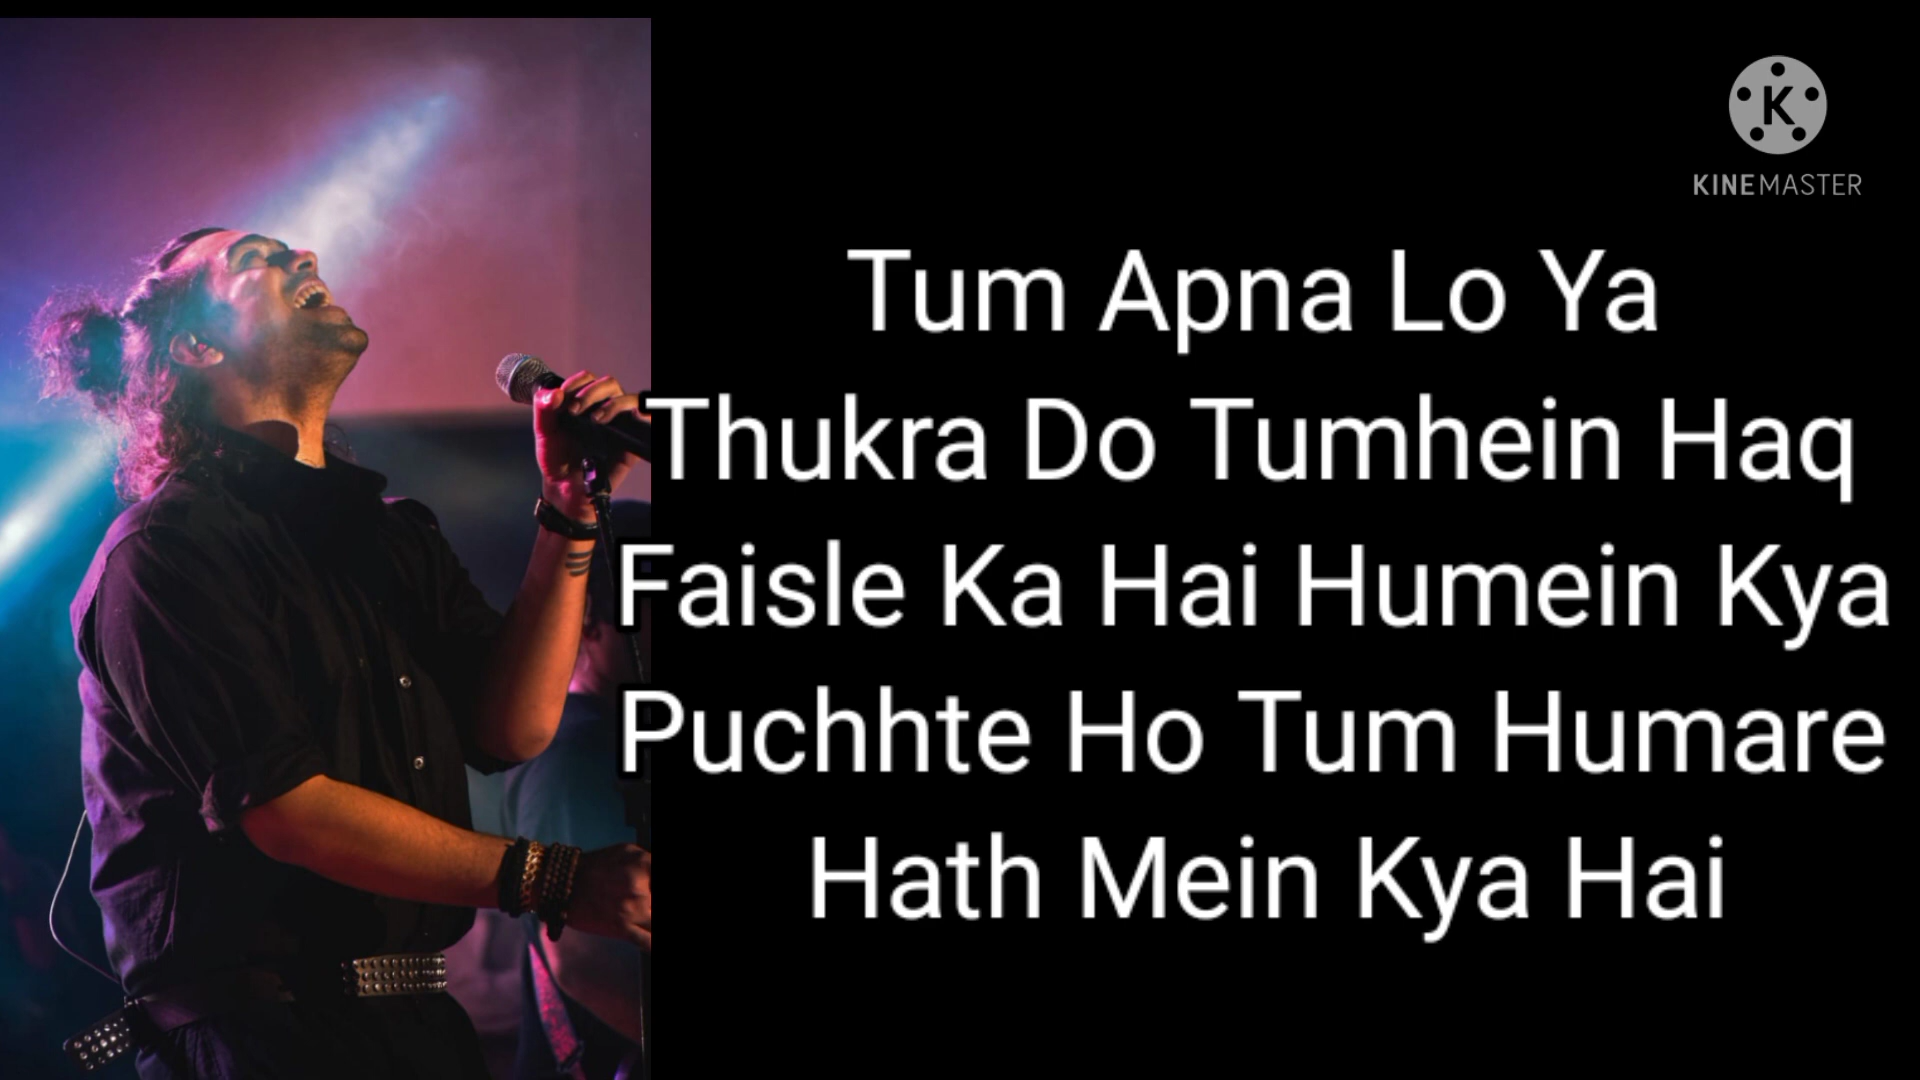 K
KINEMASTER
Tum Apna Lo Ya
Thukra Do Tumhein Haq
Faisle Ka Hai Humein Kya
Puchhte Ho Tum Humare
Hath Mein Kya Hai